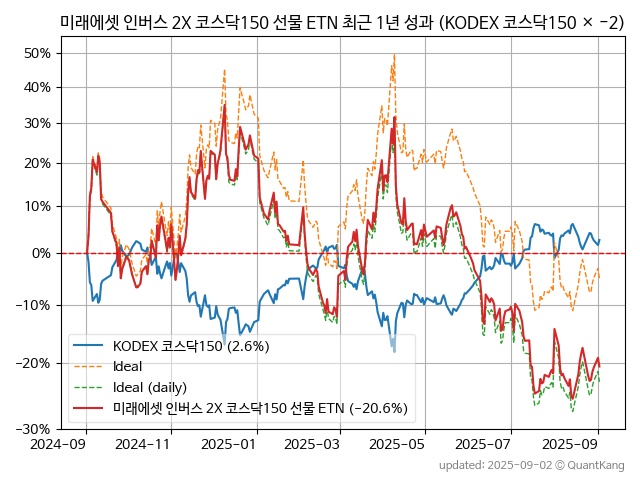 미래에셋 인버스 2X 코스닥150 선물 ETN 최근 1년 성과 (KODEX 코스닥150 × −2)
50%
40%
30%
20%
10%
0%
−10%
−20%
−30%
KODEX 코스닥150 (2.6%)
Ideal
Ideal (daily)
미래에셋 인버스 2X 코스닥150 선물 ETN (−20.6%)
2024-09 2024-11 2025-01 2025-03 2025-05 2025-07 2025-09
updated: 2025-09-02 © QuantKang